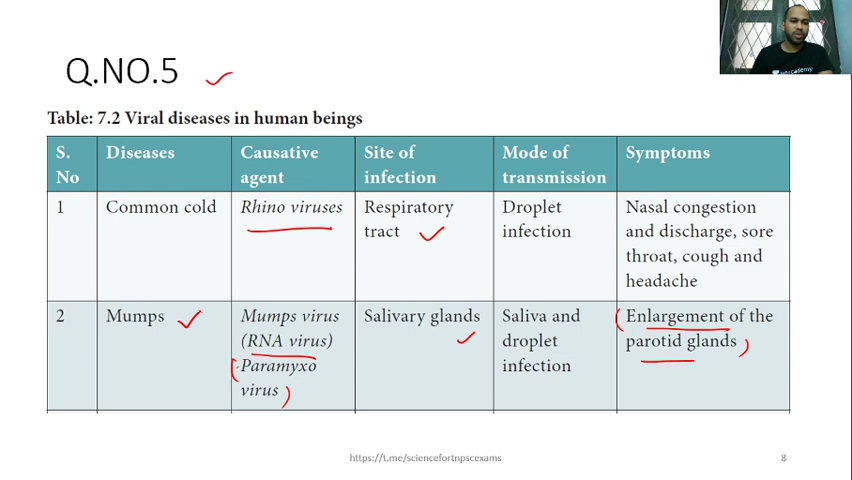 Q.NO.5
Table: 7.2 Viral diseases in human beings
S. No
Diseases
Causative agent
Site of infection
Mode of transmission
Symptoms
1
Common cold
Rhino viruses
Respiratory
tract
Droplet
infection
Nasal congestion
and discharge, sore
throat, cough and
headache
2
Mumps
Mumps virus
(RNA virus)
Paramyxo
virus
Salivary glands
Saliva and
droplet
infection
Enlargement of the
parotid glands
https://t.me/sciencefortnpscexams
8